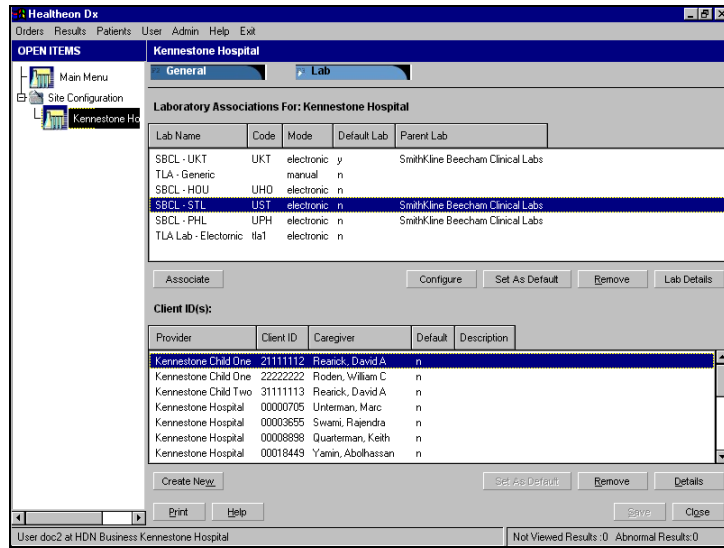 Healtheon Dx
Orders Results Patients User Admin Help Exit
OPEN ITEMS
Main Menu
Site Configuration
Kennestone Ho
Kennestone Hospital
General Lab
Laboratory Associations For: Kennestone Hospital
Lab Name Code Mode Default Lab Parent Lab
SBCL - UKT UKT electronic y SmithKline Beecham Clinical Labs
TLA - Generic manual n
SBCL - HOU UHO electronic n
SBCL - STL UST electronic n SmithKline Beecham Clinical Labs
SBCL - PHL UPH electronic n SmithKline Beecham Clinical Labs
TLA Lab - Electornic tla1 electronic n
Associate Configure Set As Default Remove Lab Details
Client ID(s):
Provider Client ID Caregiver Default Description
Kennestone Child One 21111112 Rearick, David A n
Kennestone Child One 22222222 Roden, William C n
Kennestone Child Two 31111113 Rearick, David A n
Kennestone Hospital 00000705 Unterman, Marc n
Kennestone Hospital 00003655 Swami, Rajendra n
Kennestone Hospital 00008898 Quarterman, Keith n
Kennestone Hospital 00018449 Yamin, Abolhassan n
Create New Set As Default Remove Details
Print Help Save Close
User doc2 at HDN Business Kennestone Hospital Not Viewed Results :0 Abnormal Results:0